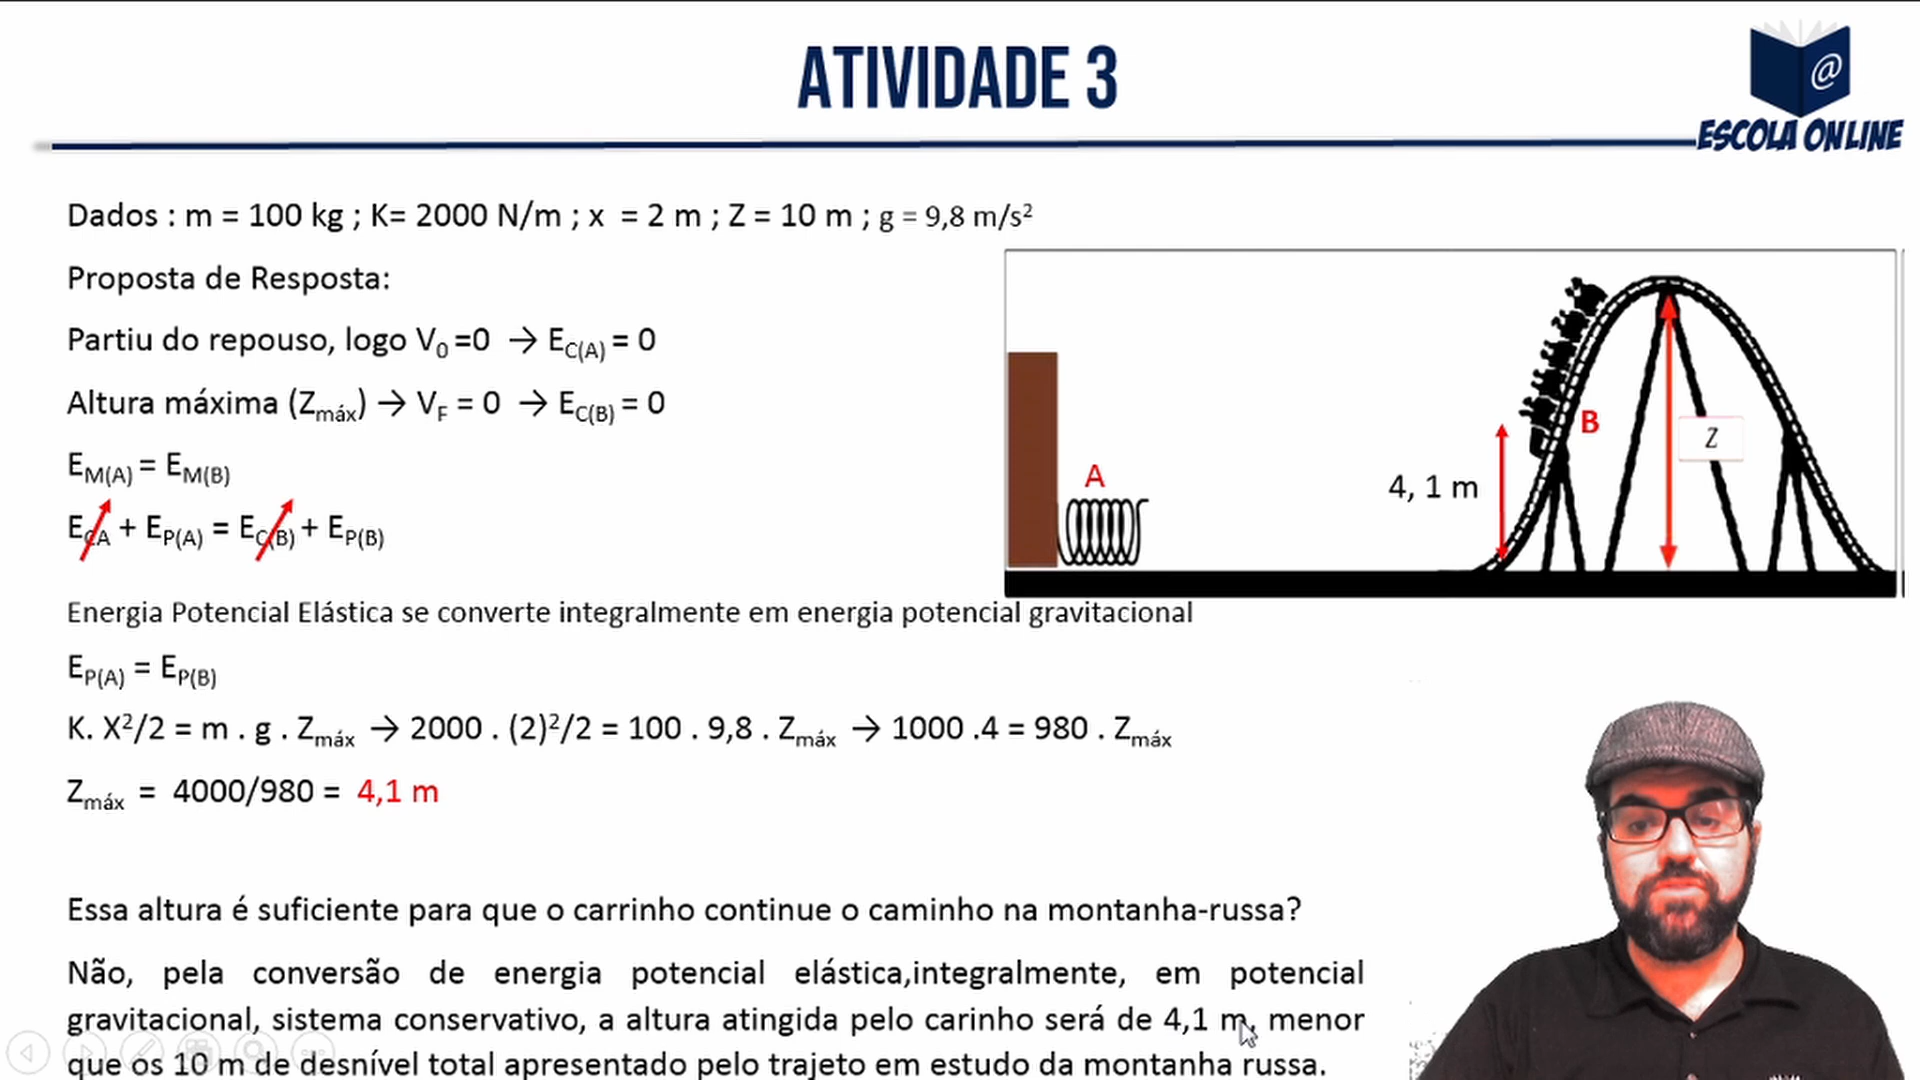 ATIVIDADE 3
@
ESCOLA ONLINE
Dados : m = 100 kg ; K= 2000 N/m ; x = 2 m ; Z = 10 m ; g = 9,8 m/s²
Proposta de Resposta:
Partiu do repouso, logo V₀ =0 → E_C(A) = 0
Altura máxima (Z_máx) → V_F = 0 → E_C(B) = 0
E_M(A) = E_M(B)
E_CA + E_P(A) = E_C(B) + E_P(B)
A
B
Z
4, 1 m
Energia Potencial Elástica se converte integralmente em energia potencial gravitacional
E_P(A) = E_P(B)
K. X²/2 = m . g . Z_máx → 2000 . (2)²/2 = 100 . 9,8 . Z_máx → 1000 .4 = 980 . Z_máx
Z_máx = 4000/980 = 4,1 m
Essa altura é suficiente para que o carrinho continue o caminho na montanha-russa?
Não, pela conversão de energia potencial elástica,integralmente, em potencial
gravitacional, sistema conservativo, a altura atingida pelo carinho será de 4,1 m, menor
que os 10 m de desnível total apresentado pelo trajeto em estudo da montanha russa.